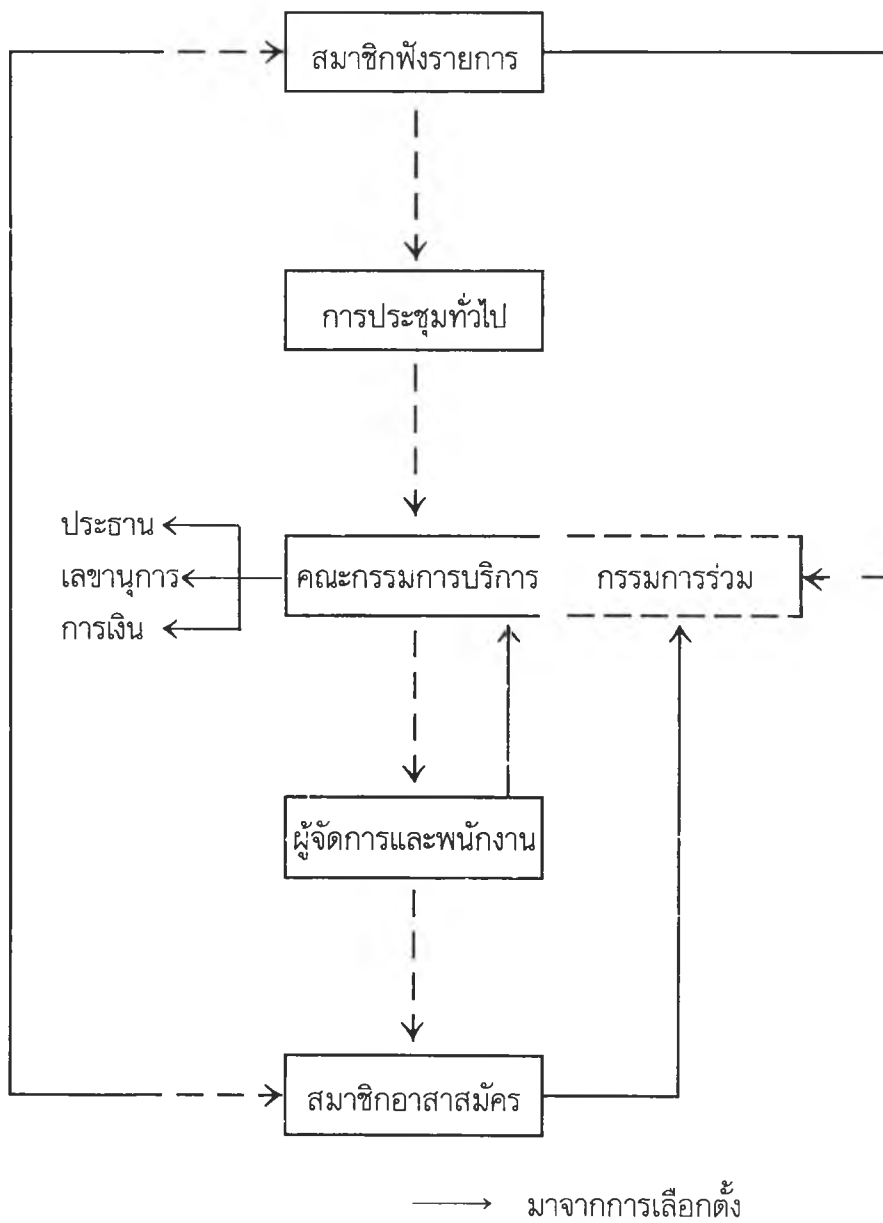 สมาชิกฟังรายการ
การประชุมทั่วไป
ประธาน
เลขานุการ
การเงิน
คณะกรรมการบริการ
กรรมการร่วม
ผู้จัดการและพนักงาน
สมาชิกอาสาสมัคร
มาจากการเลือกตั้ง